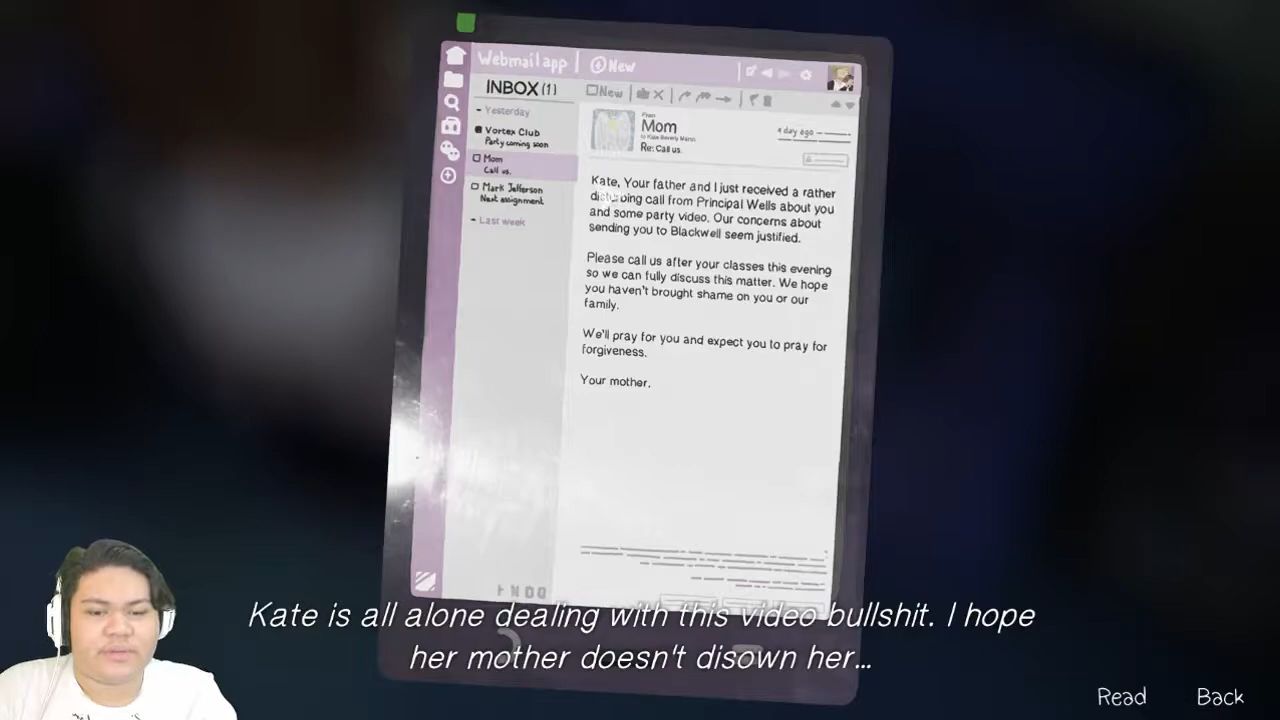 Webmail app | New
INBOX (1)
New
- Yesterday
Vortex Club
Party coming soon
Mom
Call us.
Mark Jefferson
Next assignment
- Last week
From
Mom
to Kate Beverly Marsh
Re: Call us.
day ago
Kate, Your father and I just received a rather
disturbing call from Principal Wells about you
and some party video. Our concerns about
sending you to Blackwell seem justified.
Please call us after your classes this evening
so we can fully discuss this matter. We hope
you haven't brought shame on you or our
family.
We'll pray for you and expect you to pray for
forgiveness.
Your mother.
Kate is all alone dealing with this video bullshit. I hope
her mother doesn't disown her...
Read
Back